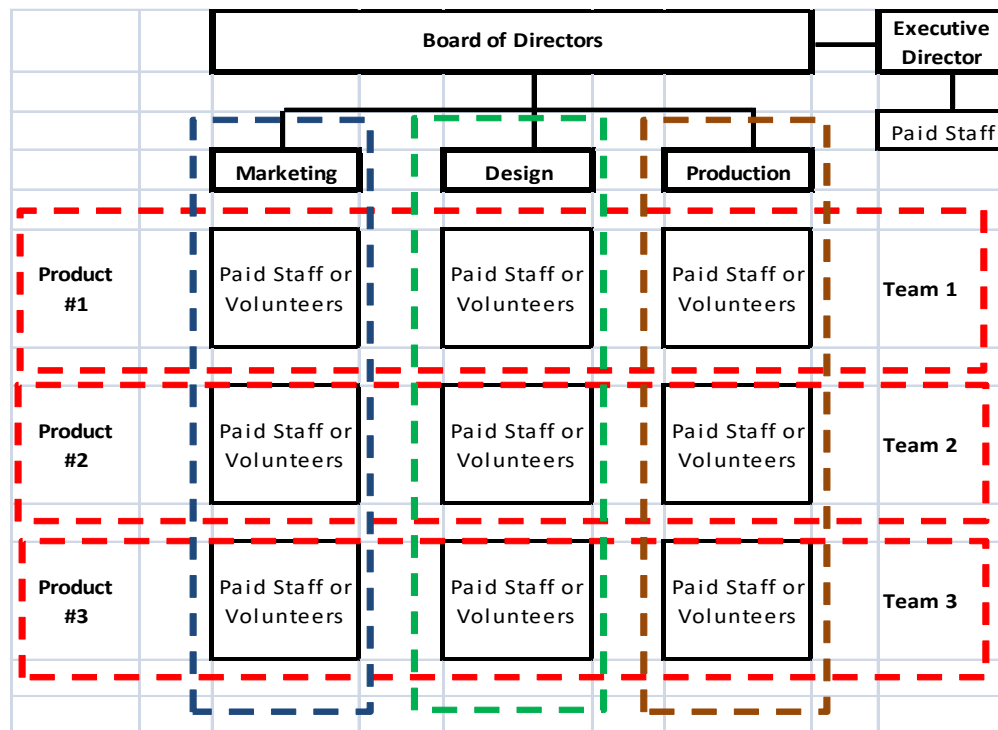 Board of Directors
Executive
Director
Paid Staff
Marketing
Design
Production
Product
#1
Paid Staff or
Volunteers
Paid Staff or
Volunteers
Paid Staff or
Volunteers
Team 1
Product
#2
Paid Staff or
Volunteers
Paid Staff or
Volunteers
Paid Staff or
Volunteers
Team 2
Product
#3
Paid Staff or
Volunteers
Paid Staff or
Volunteers
Paid Staff or
Volunteers
Team 3